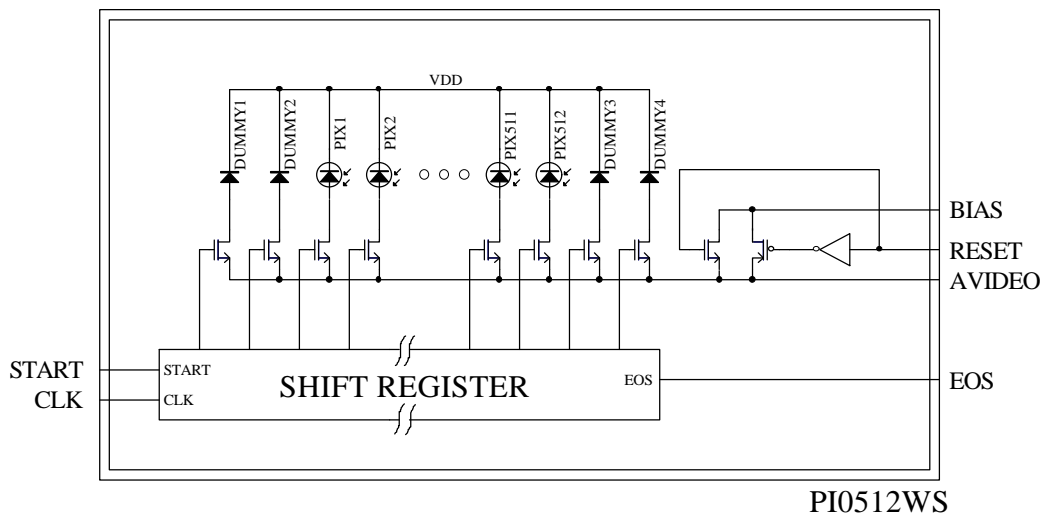 VDD
DUMMY1
DUMMY2
PIX1
PIX2
PIX511
PIX512
DUMMY3
DUMMY4
BIAS
RESET
AVIDEO
START
CLK
START
CLK
SHIFT REGISTER
EOS
EOS
PI0512WS